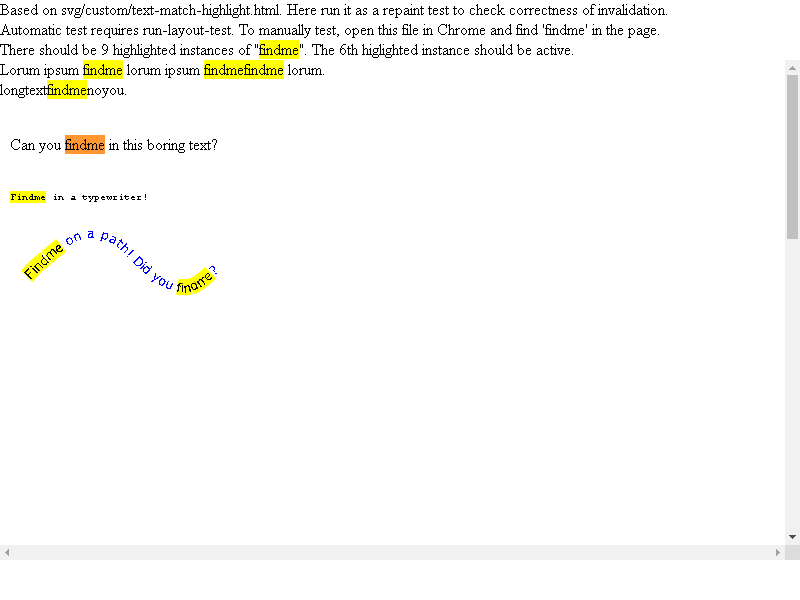 Based on svg/custom/text-match-highlight.html. Here run it as a repaint test to check correctness of invalidation.
Automatic test requires run-layout-test. To manually test, open this file in Chrome and find 'findme' in the page.
There should be 9 highlighted instances of "findme". The 6th higlighted instance should be active.
Lorum ipsum findme lorum ipsum findmefindme lorum.
longtextfindmenoyou.
Can you findme in this boring text?
Findme in a typewriter!
Findme on a path! Did you findme?